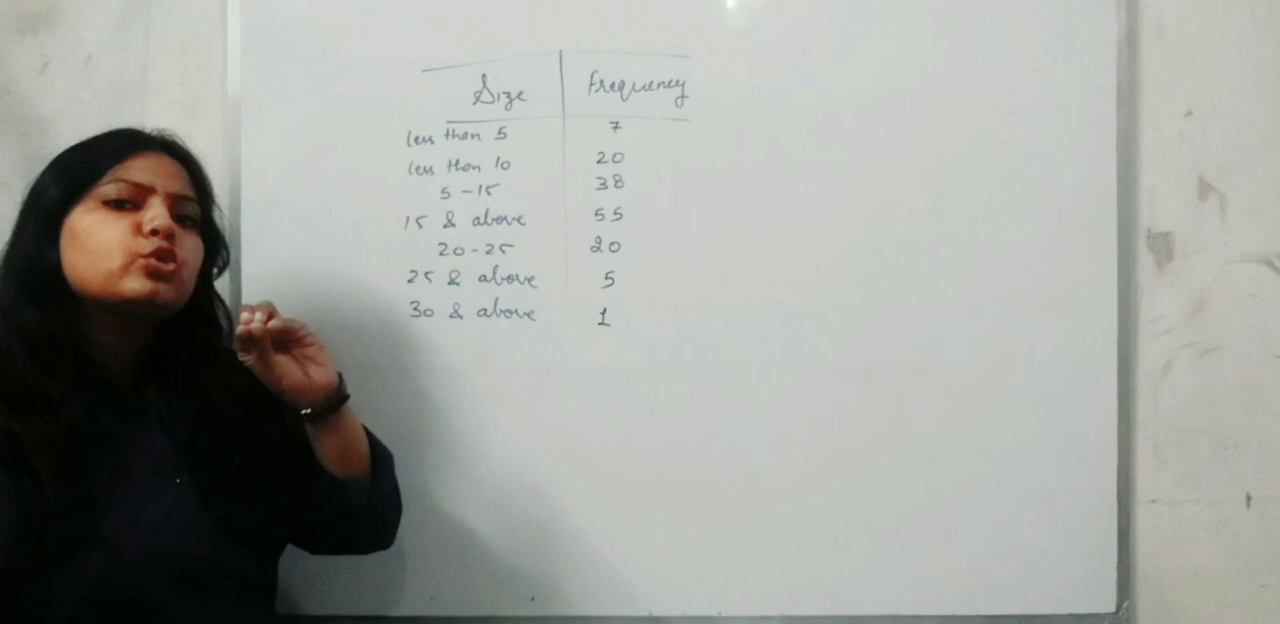 Size Frequency
less than 5 7
less than 10 20
5-15 38
15 & above 55
20-25 20
25 & above 5
30 & above 1